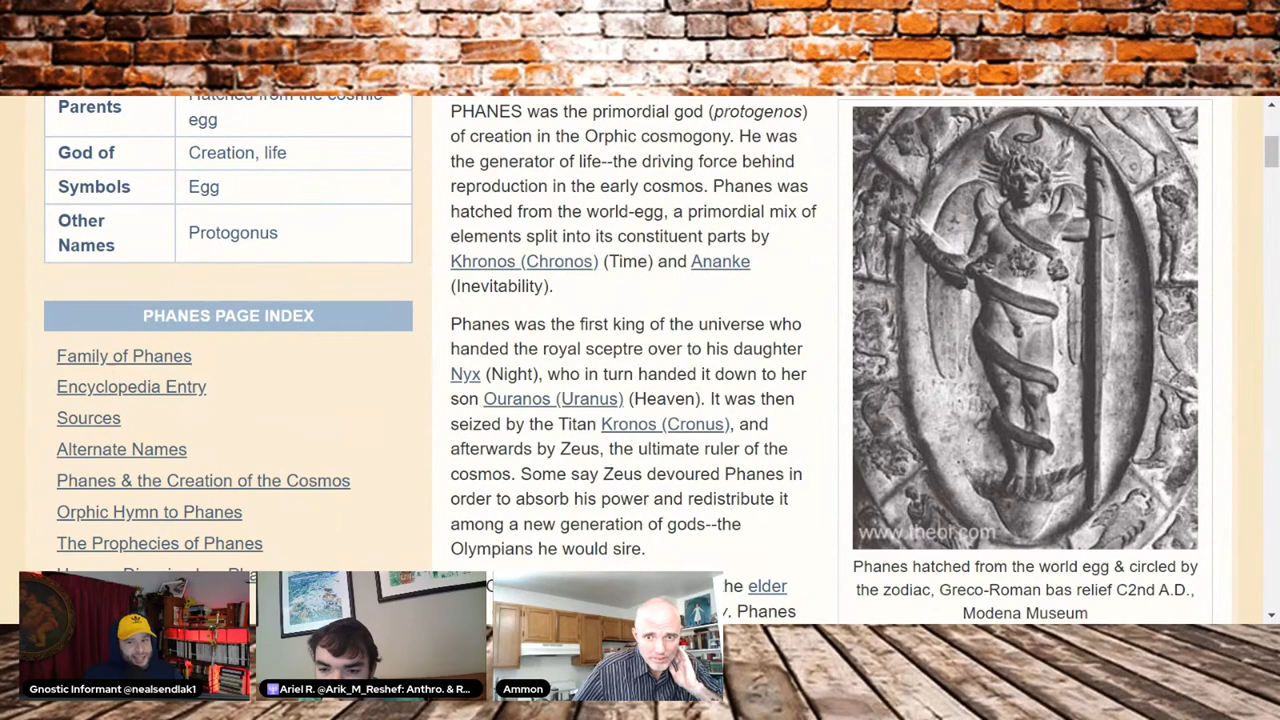 Parents
Hatched from the cosmic
egg
God of
Creation, life
Symbols
Egg
Other
Names
Protogonus
PHANES PAGE INDEX
Family of Phanes
Encyclopedia Entry
Sources
Alternate Names
Phanes & the Creation of the Cosmos
Orphic Hymn to Phanes
The Prophecies of Phanes
PHANES was the primordial god (protogenos)
of creation in the Orphic cosmogony. He was
the generator of life--the driving force behind
reproduction in the early cosmos. Phanes was
hatched from the world-egg, a primordial mix of
elements split into its constituent parts by
Khronos (Chronos) (Time) and Ananke
(Inevitability).
Phanes was the first king of the universe who
handed the royal sceptre over to his daughter
Nyx (Night), who in turn handed it down to her
son Ouranos (Uranus) (Heaven). It was then
seized by the Titan Kronos (Cronus), and
afterwards by Zeus, the ultimate ruler of the
cosmos. Some say Zeus devoured Phanes in
order to absorb his power and redistribute it
among a new generation of gods--the
Olympians he would sire.
he elder
. Phanes
Phanes hatched from the world egg & circled by
the zodiac, Greco-Roman bas relief C2nd A.D.,
Modena Museum
Gnostic Informant @nealsendlak1
Ariel R. @Arik_M_Reshef: Anthro. & R...
Ammon